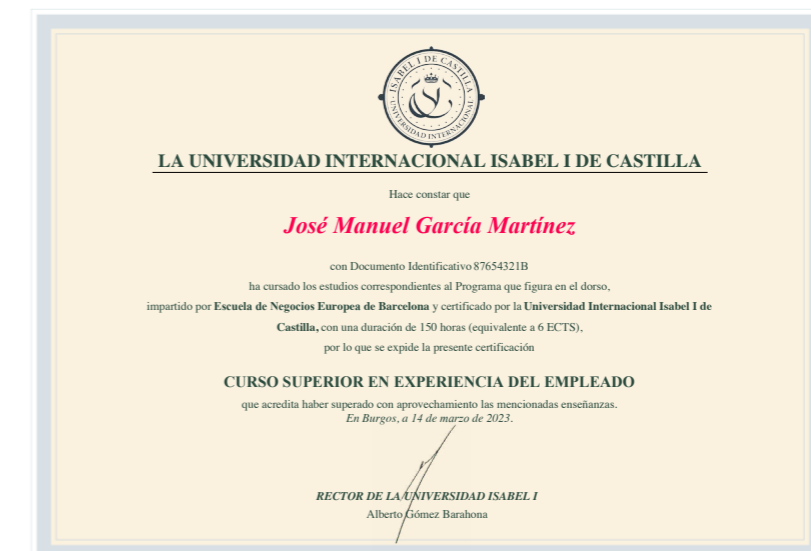 ISABEL I DE CASTILLA
UNIVERSIDAD INTERNACIONAL
LA UNIVERSIDAD INTERNACIONAL ISABEL I DE CASTILLA
Hace constar que
José Manuel García Martínez
con Documento Identificativo 87654321B
ha cursado los estudios correspondientes al Programa que figura en el dorso,
impartido por Escuela de Negocios Europea de Barcelona y certificado por la Universidad Internacional Isabel I de
Castilla, con una duración de 150 horas (equivalente a 6 ECTS),
por lo que se expide la presente certificación
CURSO SUPERIOR EN EXPERIENCIA DEL EMPLEADO
que acredita haber superado con aprovechamiento las mencionadas enseñanzas.
En Burgos, a 14 de marzo de 2023.
RECTOR DE LA UNIVERSIDAD ISABEL I
Alberto Gómez Barahona